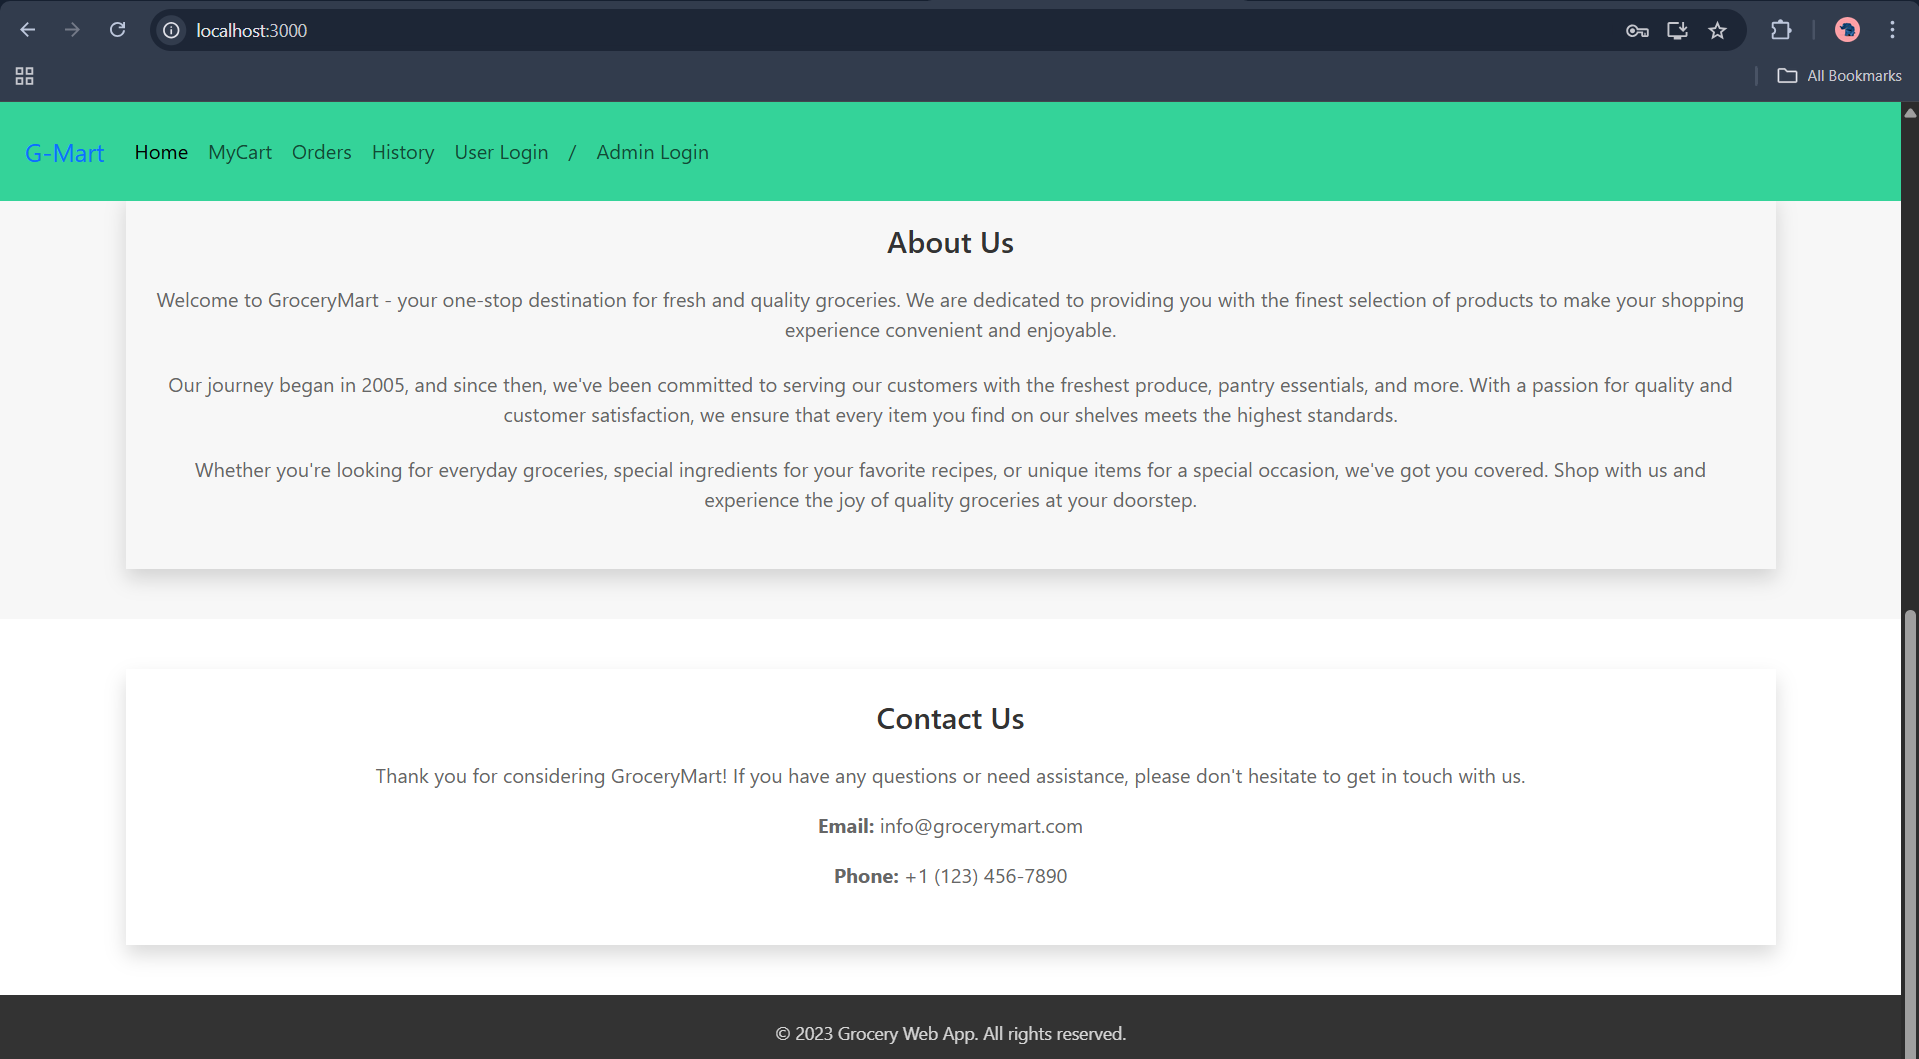 localhost:3000
All Bookmarks
G-Mart Home MyCart Orders History User Login / Admin Login
About Us
Welcome to GroceryMart - your one-stop destination for fresh and quality groceries. We are dedicated to providing you with the finest selection of products to make your shopping
experience convenient and enjoyable.
Our journey began in 2005, and since then, we've been committed to serving our customers with the freshest produce, pantry essentials, and more. With a passion for quality and
customer satisfaction, we ensure that every item you find on our shelves meets the highest standards.
Whether you're looking for everyday groceries, special ingredients for your favorite recipes, or unique items for a special occasion, we've got you covered. Shop with us and
experience the joy of quality groceries at your doorstep.
Contact Us
Thank you for considering GroceryMart! If you have any questions or need assistance, please don't hesitate to get in touch with us.
Email: info@grocerymart.com
Phone: +1 (123) 456-7890
© 2023 Grocery Web App. All rights reserved.